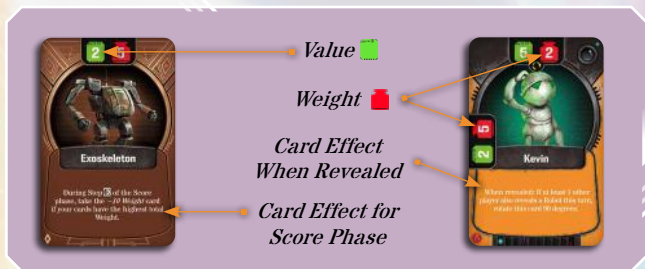 2 5
Exoskeleton
During Step 3 of the Score
phase, take the −10 Weight card
if your cards have the highest total
Weight.
Value
Weight
Card Effect
When Revealed
Card Effect for
Score Phase
5 2
5
2
Kevin
When revealed: If at least 1 other
player also reveals a Robot this turn,
rotate this card 90 degrees.